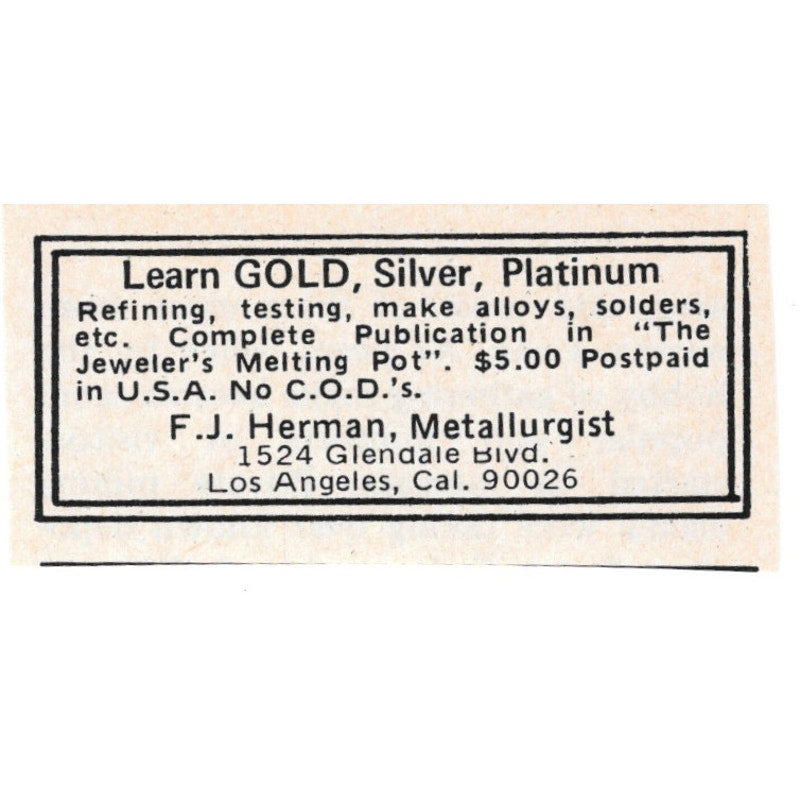 Learn GOLD, Silver, Platinum
Refining, testing, make alloys, solders,
etc. Complete Publication in “The
Jeweler’s Melting Pot”. $5.00 Postpaid
in U.S.A. No C.O.D.’s.
F.J. Herman, Metallurgist
1524 Glendale Blvd.
Los Angeles, Cal. 90026